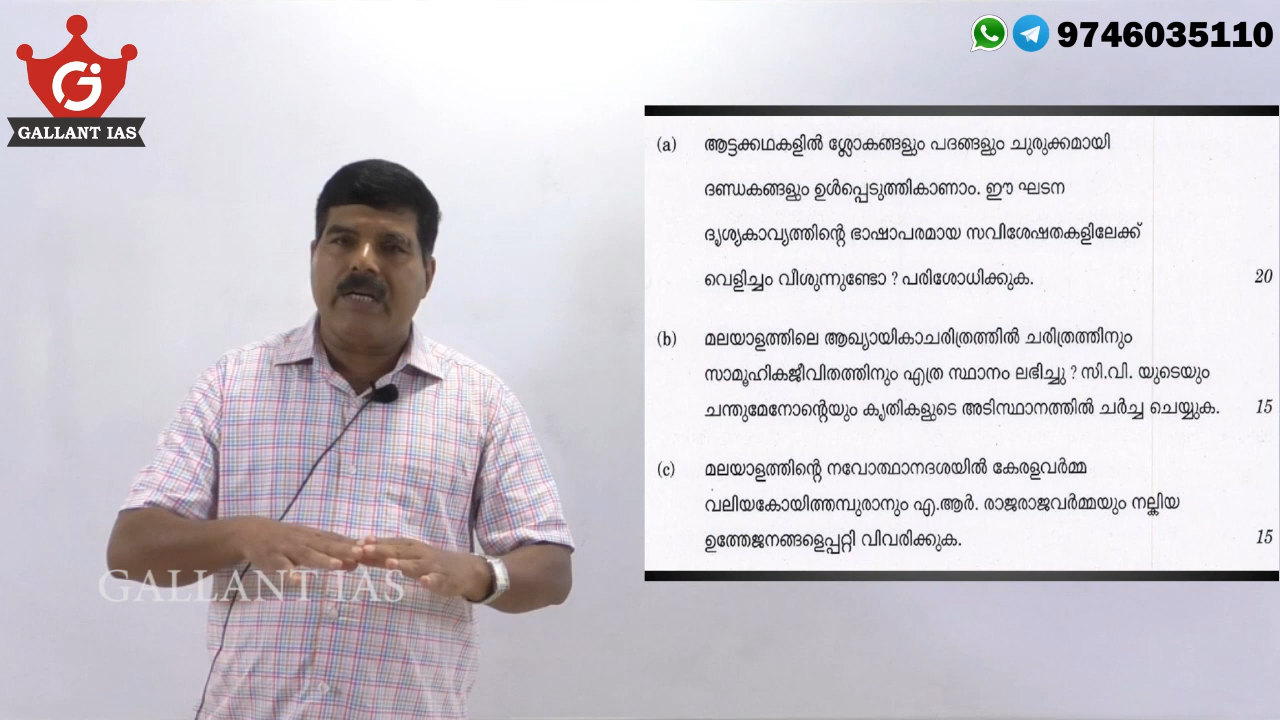 GALLANT IAS
9746035110
(a) ആട്ടക്കഥകളിൽ ശ്ലോകങ്ങളും പദങ്ങളും ചുരുക്കമായി
ദണ്ഡകങ്ങളും ഉൾപ്പെടുത്തികാണാം. ഈ ഘടന
ദൃശ്യകാവ്യത്തിന്റെ ഭാഷാപരമായ സവിശേഷതകളിലേക്ക്
വെളിച്ചം വീശുന്നുണ്ടോ ? പരിശോധിക്കുക. 20
(b) മലയാളത്തിലെ ആഖ്യായികാചരിത്രത്തിൽ ചരിത്രത്തിനും
സാമൂഹികജീവിതത്തിനും എത്ര സ്ഥാനം ലഭിച്ചു ? സി.വി. യുടെയും
ചന്തുമേനോന്റെയും കൃതികളുടെ അടിസ്ഥാനത്തിൽ ചർച്ച ചെയ്യുക. 15
(c) മലയാളത്തിന്റെ നവോത്ഥാനദശയിൽ കേരളവർമ്മ
വലിയകോയിത്തമ്പുരാനും എ.ആർ. രാജരാജവർമ്മയും നല്കിയ
ഉത്തേജനങ്ങളെപ്പറ്റി വിവരിക്കുക. 15
GALLANT IAS